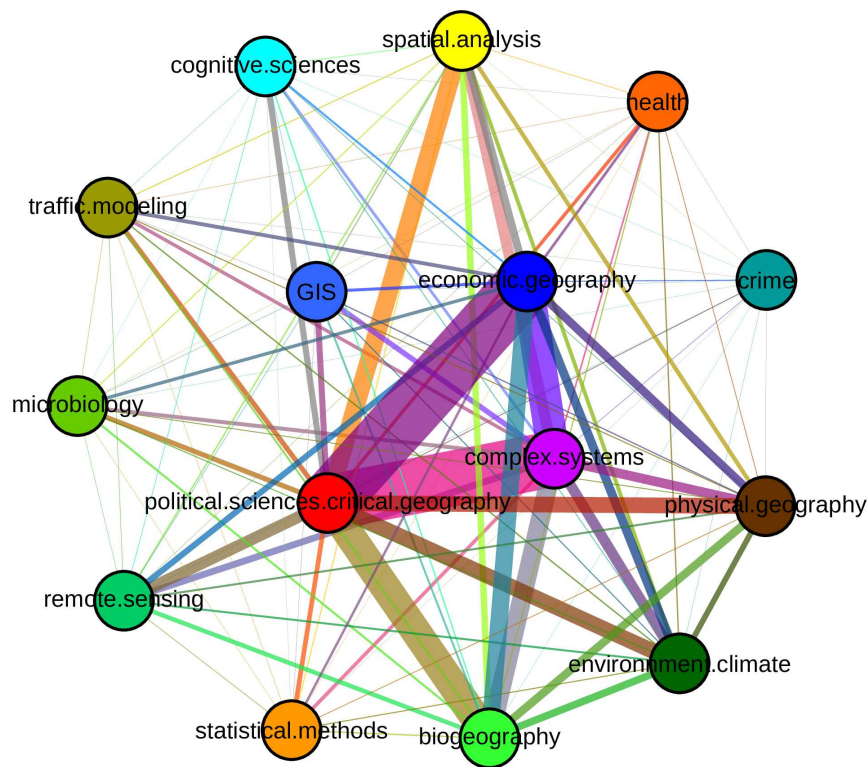 spatial.analysis
cognitive.sciences
health
traffic.modeling
economic.geography
crime
GIS
microbiology
complex.systems
political.sciences.critical.geography
physical.geography
remote.sensing
environnment.climate
statistical.methods
biogeography